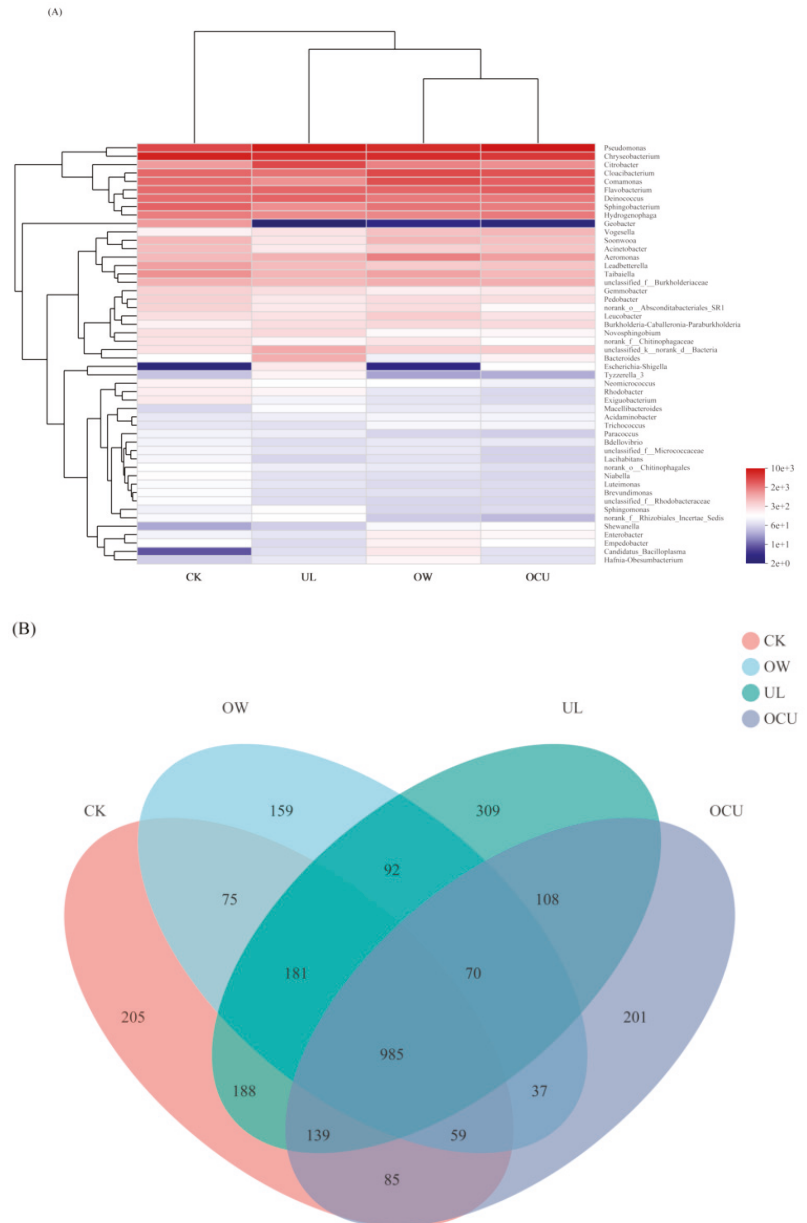 (A)
Pseudomonas
Chryseobacterium
Citrobacter
Cloacibacterium
Comamonas
Flavobacterium
Deinococcus
Sphingobacterium
Hydrogenophaga
Geobacter
Vogesella
Soonwooa
Acinetobacter
Aeromonas
Leadbetterella
Taibaiella
unclassified_f__Burkholderiaceae
Gemmobacter
Pedobacter
norank_o__Absconditabacteriales_SR1
Leucobacter
Burkholderia-Caballeronia-Paraburkholderia
Novosphingobium
norank_f__Chitinophagaceae
unclassified_k__norank_d__Bacteria
Bacteroides
Escherichia-Shigella
Tyzzerella_3
Neomicrococcus
Rhodobacter
Exiguobacterium
Macellibacteroides
Acidaminobacter
Trichococcus
Paracoccus
Bdellovibrio
unclassified_f__Micrococcaceae
Lacihabitans
norank_o__Chitinophagales
Niabella
Luteimonas
Brevundimonas
unclassified_f__Rhodobacteraceae
Sphingomonas
norank_f__Rhizobiales_Incertae_Sedis
Shewanella
Enterobacter
Empedobacter
Candidatus_Bacilloplasma
Hafnia-Obesumbacterium
10e+3
2e+3
3e+2
6e+1
1e+1
2e+0
CK UL OW OCU
(B)
CK
OW
UL
OCU
OW UL
CK OCU
159 309
92
75 108
181 70
205 201
985
188 37
139 59
85